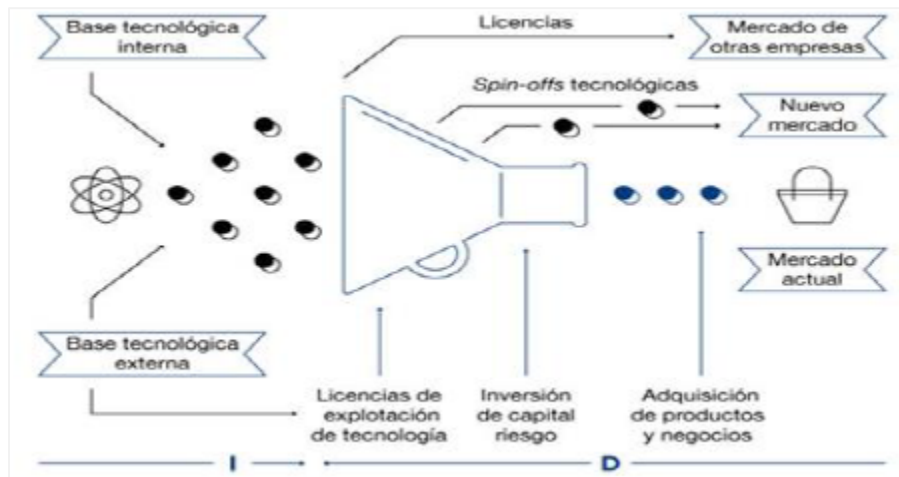 Base tecnológica
interna
Licencias
Mercado de
otras empresas
Spin-offs tecnológicas
Nuevo
mercado
Mercado
actual
Base tecnológica
externa
Licencias de
explotación
de tecnología
Inversión
de capital
riesgo
Adquisición
de productos
y negocios
I
D